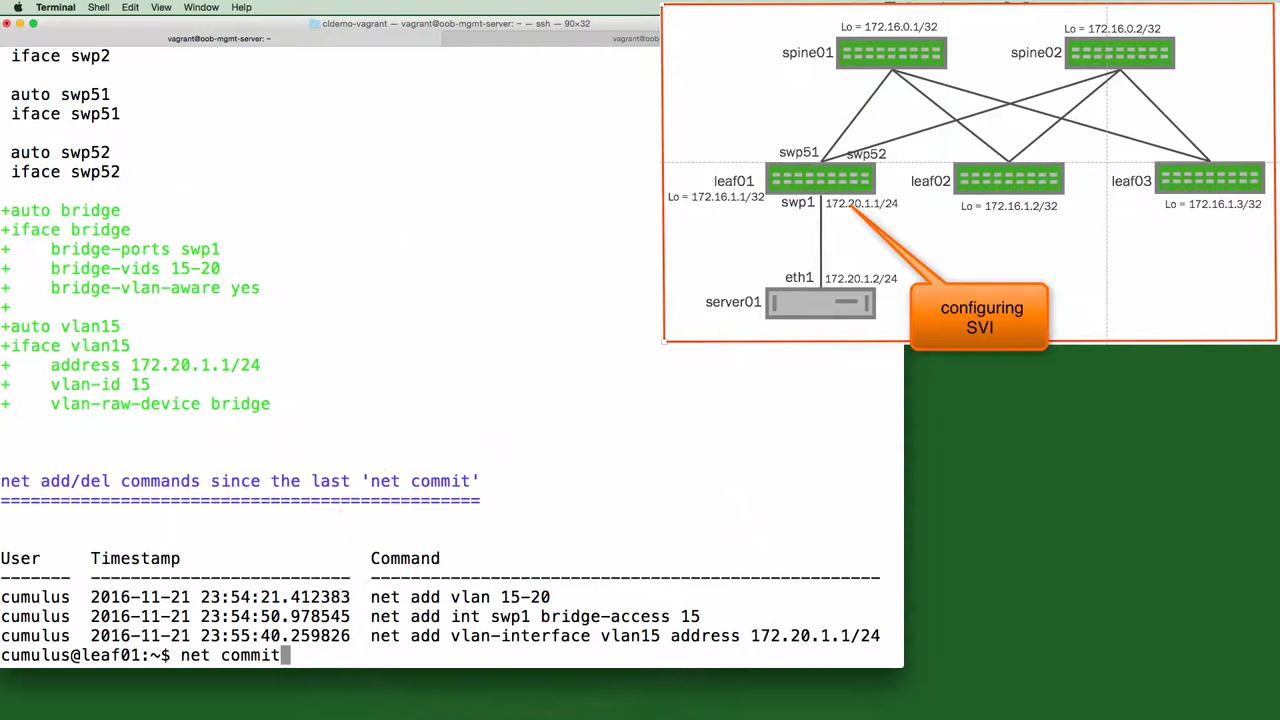 Terminal Shell Edit View Window Help
cldemo-vagrant — vagrant@oob-mgmt-server: ~ — ssh — 90×32
vagrant@oob-mgmt-server: ~
vagrant@oob-mgmt-server: ~
iface swp2
auto swp51
iface swp51
auto swp52
iface swp52
+auto bridge
+iface bridge
+ bridge-ports swp1
+ bridge-vids 15-20
+ bridge-vlan-aware yes
+
+auto vlan15
+iface vlan15
+ address 172.20.1.1/24
+ vlan-id 15
+ vlan-raw-device bridge
net add/del commands since the last 'net commit'
================================================
User Timestamp Command
------- -------------------------- ---------------------------------------------------
cumulus 2016-11-21 23:54:21.412383 net add vlan 15-20
cumulus 2016-11-21 23:54:50.978545 net add int swp1 bridge-access 15
cumulus 2016-11-21 23:55:40.259826 net add vlan-interface vlan15 address 172.20.1.1/24
cumulus@leaf01:~$ net commit
Lo = 172.16.0.1/32
spine01
Lo = 172.16.0.2/32
spine02
swp51
swp52
leaf01
Lo = 172.16.1.1/32
leaf02
Lo = 172.16.1.2/32
leaf03
Lo = 172.16.1.3/32
swp1
172.20.1.1/24
eth1
172.20.1.2/24
server01
configuring
SVI